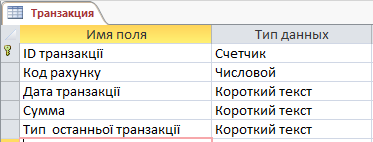 Транзакция
Имя поля Тип данных
ID транзакції Счетчик
Код рахунку Числовой
Дата транзакції Короткий текст
Сумма Короткий текст
Тип останньої транзакції Короткий текст